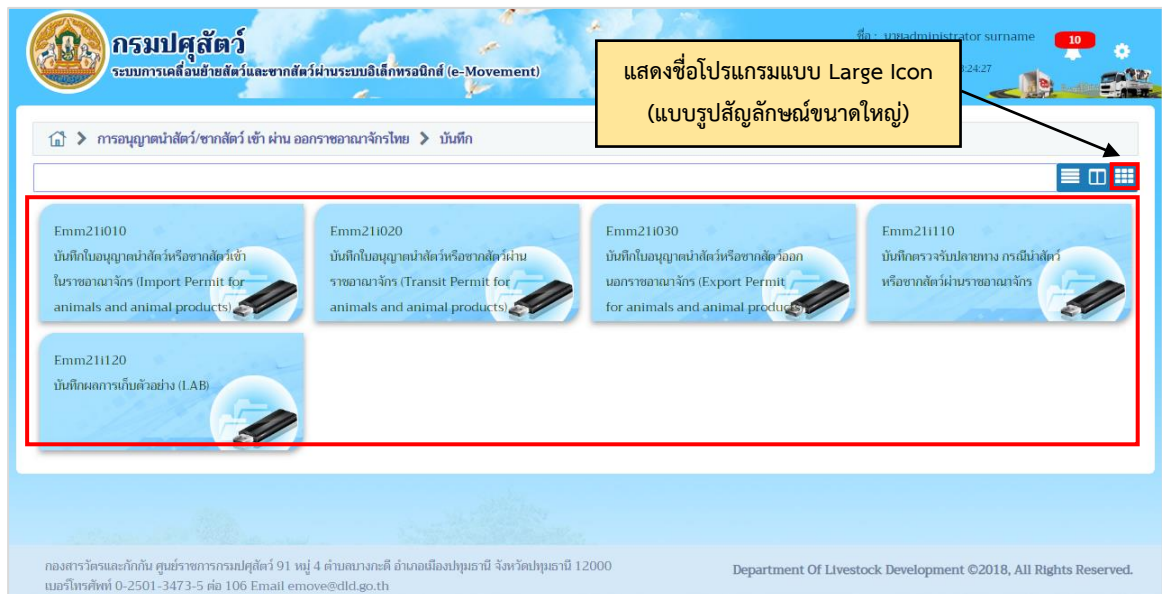 กรมปศุสัตว์
ระบบการเคลื่อนย้ายสัตว์และซากสัตว์ผ่านระบบอิเล็กทรอนิกส์ (e-Movement)
ชื่อ : นายadministrator surname
10
:24:27
แสดงชื่อโปรแกรมแบบ Large Icon
(แบบรูปสัญลักษณ์ขนาดใหญ่)
การอนุญาตนำสัตว์/ซากสัตว์ เข้า ผ่าน ออกราชอาณาจักรไทย > บันทึก
Emm21i010
บันทึกใบอนุญาตนำสัตว์หรือซากสัตว์เข้า
ในราชอาณาจักร (Import Permit for
animals and animal products)
Emm21i020
บันทึกใบอนุญาตนำสัตว์หรือซากสัตว์ผ่าน
ราชอาณาจักร (Transit Permit for
animals and animal products)
Emm21i030
บันทึกใบอนุญาตนำสัตว์หรือซากสัตว์ออก
นอกราชอาณาจักร (Export Permit
for animals and animal products)
Emm21i110
บันทึกตรวจรับปลายทาง กรณีนำสัตว์
หรือซากสัตว์ผ่านราชอาณาจักร
Emm21i120
บันทึกผลการเก็บตัวอย่าง (LAB)
กองสารวัตรและกักกัน ศูนย์ราชการกรมปศุสัตว์ 91 หมู่ 4 ตำบลบางกะดี อำเภอเมืองปทุมธานี จังหวัดปทุมธานี 12000
เบอร์โทรศัพท์ 0-2501-3473-5 ต่อ 106 Email emove@dld.go.th
Department Of Livestock Development ©2018, All Rights Reserved.